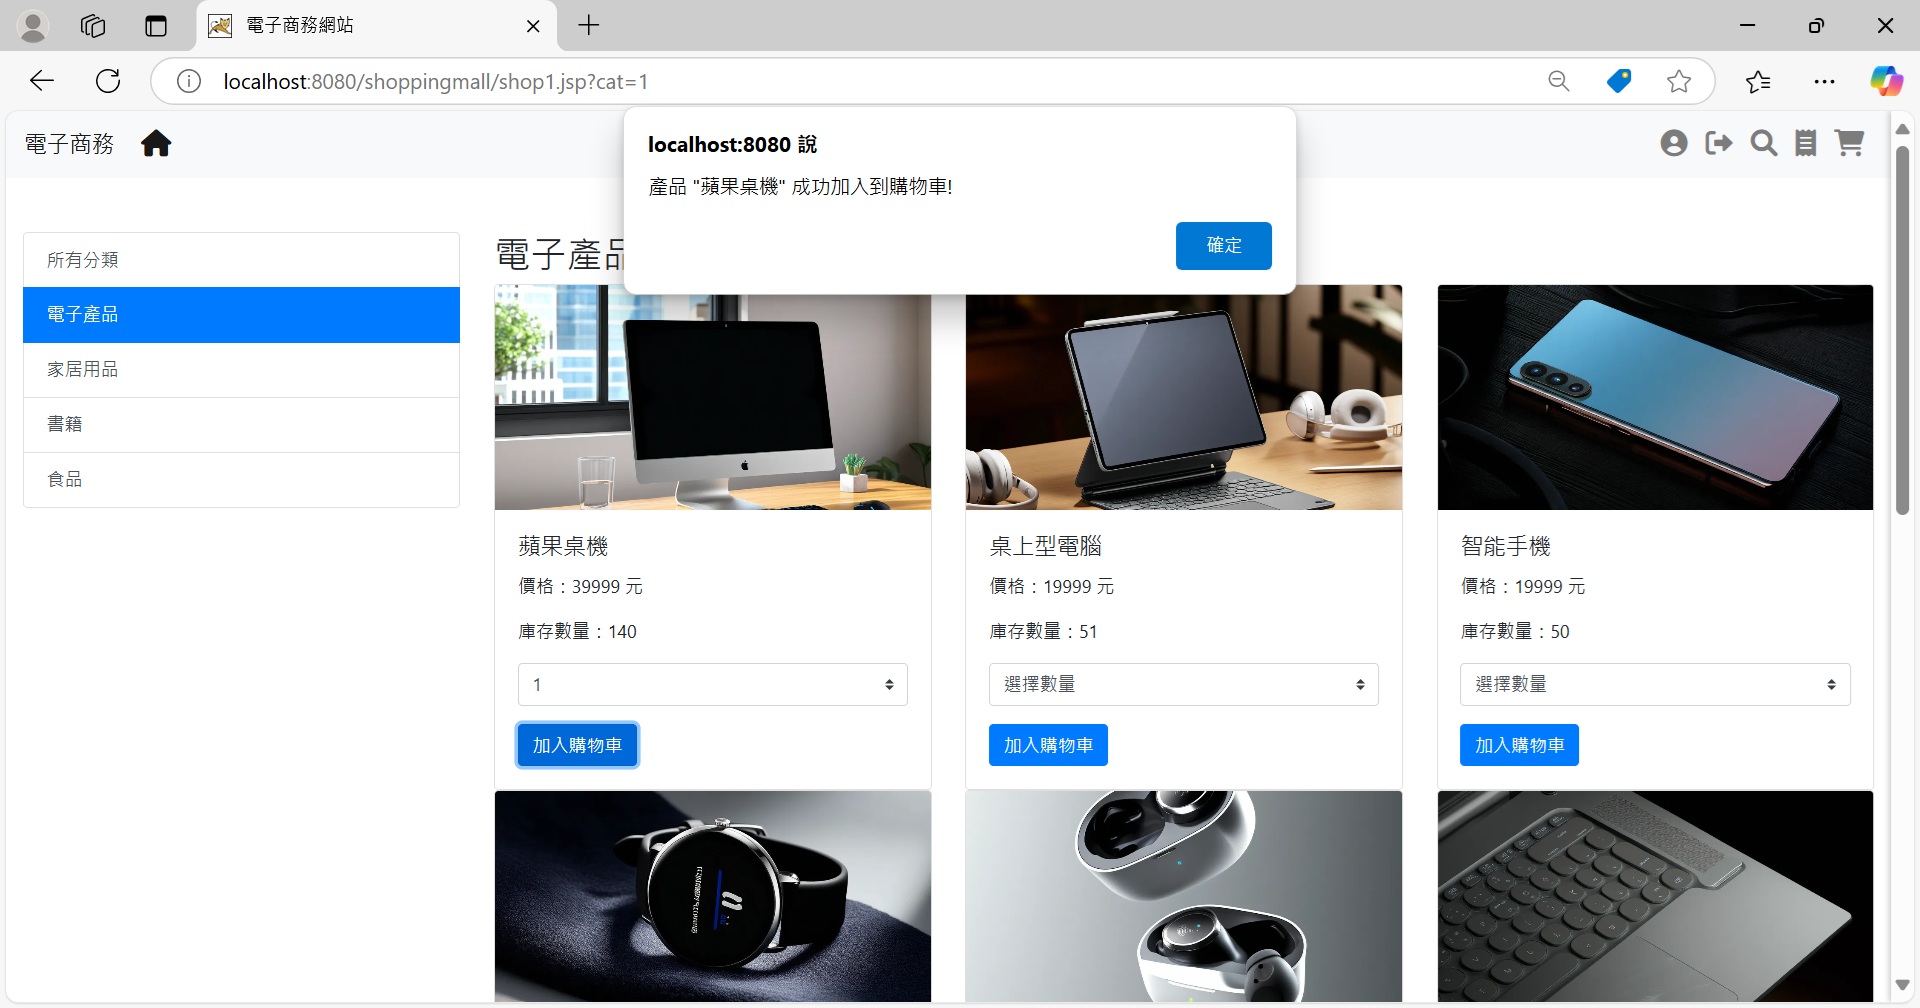 電子商務網站
localhost:8080/shoppingmall/shop1.jsp?cat=1
電子商務
localhost:8080 說
產品 "蘋果桌機" 成功加入到購物車!
確定
所有分類
電子產品
家居用品
書籍
食品
電子產品
蘋果桌機
價格：39999 元
庫存數量：140
1
加入購物車
桌上型電腦
價格：19999 元
庫存數量：51
選擇數量
加入購物車
智能手機
價格：19999 元
庫存數量：50
選擇數量
加入購物車